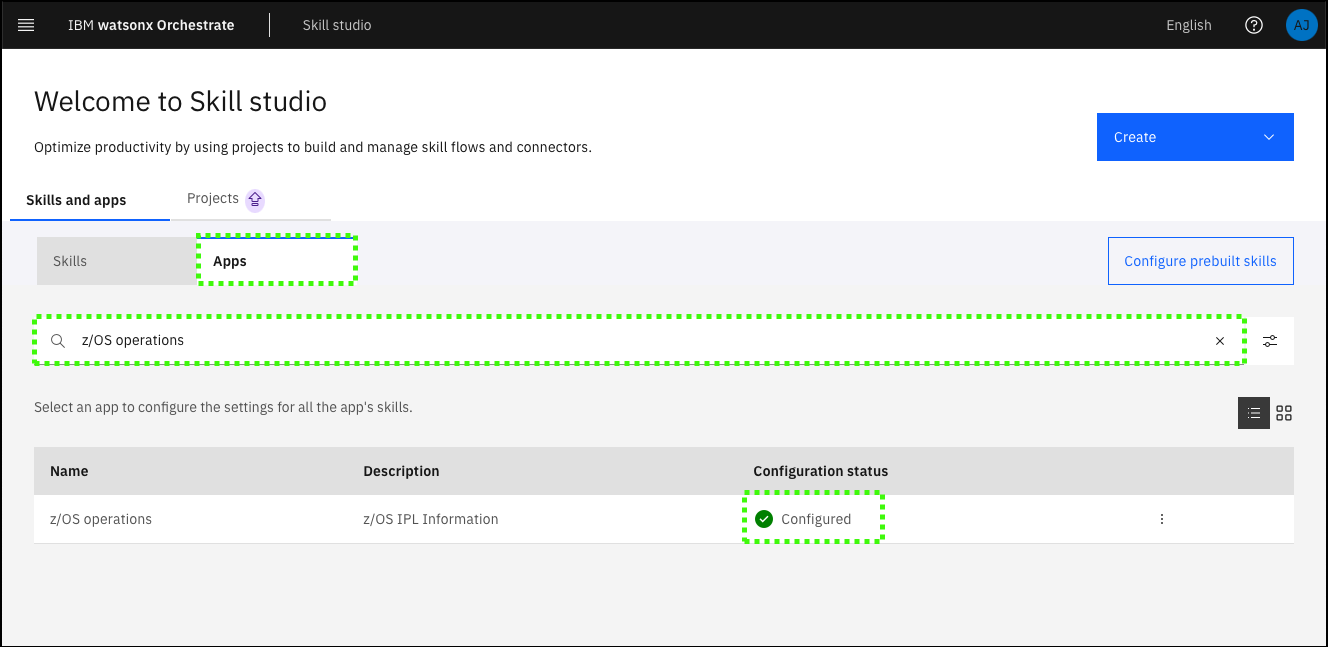 IBM watsonx Orchestrate Skill studio English AJ
Welcome to Skill studio
Optimize productivity by using projects to build and manage skill flows and connectors.
Create
Skills and apps Projects
Skills Apps Configure prebuilt skills
z/OS operations
Select an app to configure the settings for all the app's skills.
Name Description Configuration status
z/OS operations z/OS IPL Information Configured